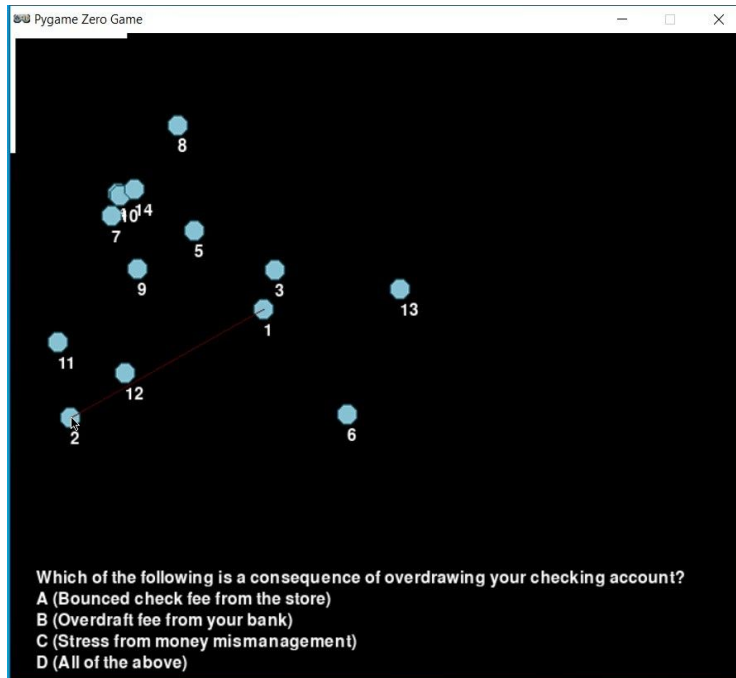 Pygame Zero Game
8
14
10
7
5
9
3
13
1
11
12
2
6
Which of the following is a consequence of overdrawing your checking account?
A (Bounced check fee from the store)
B (Overdraft fee from your bank)
C (Stress from money mismanagement)
D (All of the above)